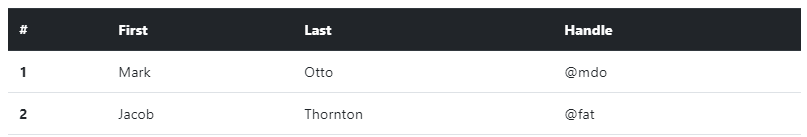 # First Last Handle
1 Mark Otto @mdo
2 Jacob Thornton @fat